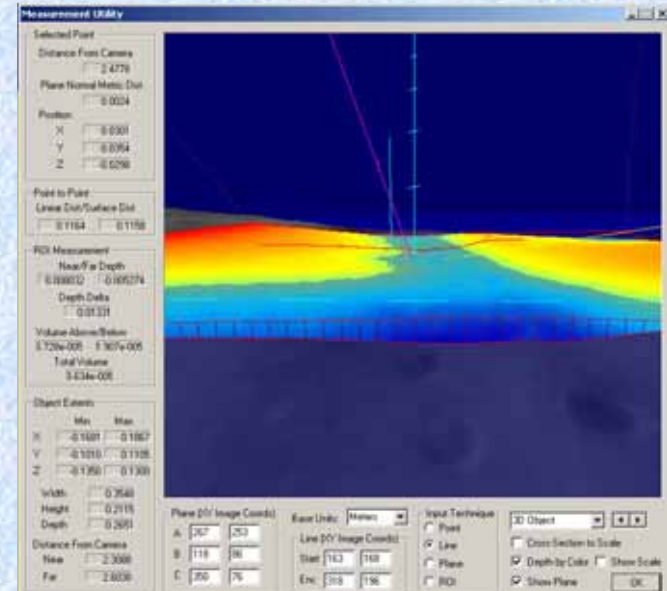 Measurement Utility
Selected Point
Distance From Camera
2.4778
Plane Normal Metric Dist
0.0024
Position
X 0.0301
Y 0.0354
Z -0.0298
Point to Point
Linear Dist/Surface Dist
0.1164 0.1158
ROI Measurement
Near/Far Depth
Depth Delta
0.01331
Volume Above/Below
Total Volume
Object Extents
Min Max
X -0.1681 0.1867
Y -0.1010 0.1105
Z -0.1350 0.1300
Width 0.3548
Height 0.2115
Depth 0.2651
Distance From Camera
Near 2.3088
Far
Plane (XY Image Coords)
A: 267 253
B: 118 86
C: 350 76
Base Units: Meters
Line (XY Image Coords)
Start: 163 168
End: 318 196
Input Technique
Point
Line
Plane
ROI
3D Object
Cross Section to Scale
Depth by Color Show Scale
Show Plane OK